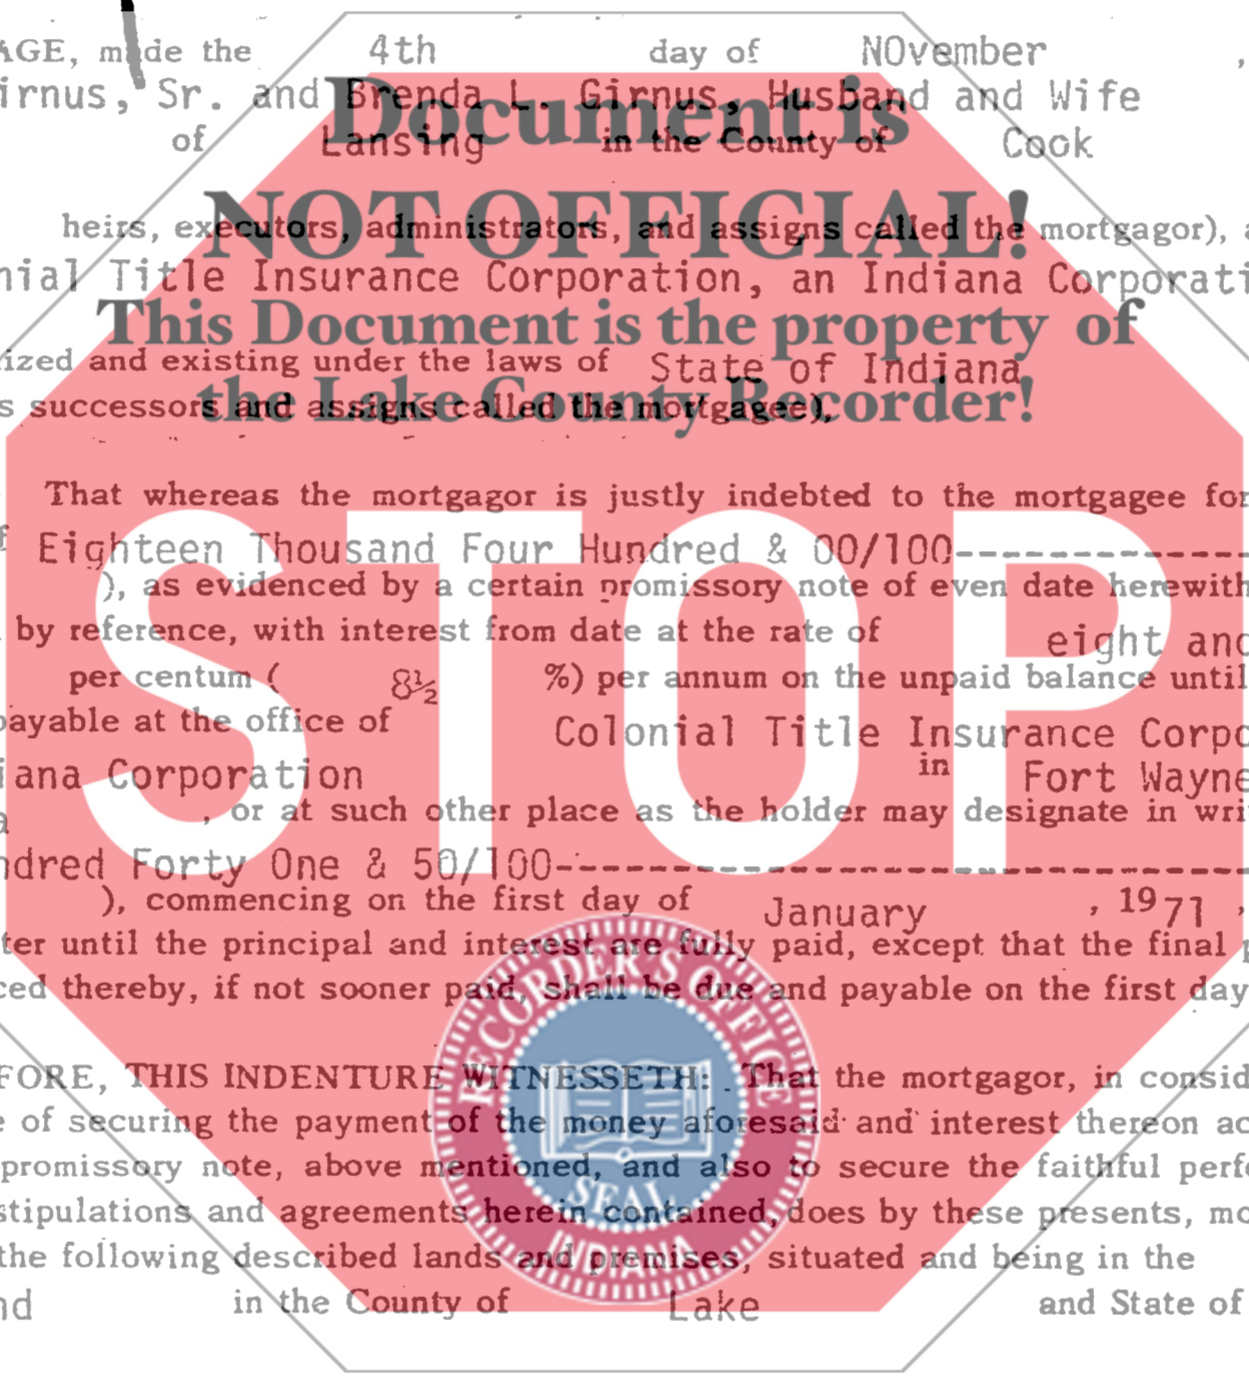 AGE, made the 4th day of NOvember ,
irnus, Sr. and Brenda L. Girnus, Husband and Wife
Document is
of Lansing in the County of Cook
NOT OFFICIAL!
heirs, executors, administrators, and assigns called the mortgagor), a
nial Title Insurance Corporation, an Indiana Corporati
This Document is the property of
ized and existing under the laws of State of Indiana
the Lake County Recorder!
s successors and assigns called the mortgagee),
That whereas the mortgagor is justly indebted to the mortgagee for
STOP
f Eighteen Thousand Four Hundred & 00/100-------------
), as evidenced by a certain promissory note of even date herewith
by reference, with interest from date at the rate of eight and
per centum ( 8½ %) per annum on the unpaid balance until
payable at the office of Colonial Title Insurance Corpo
iana Corporation in Fort Wayne
a , or at such other place as the holder may designate in wri
ndred Forty One & 50/100------------------------------
), commencing on the first day of January , 1971 ,
ter until the principal and interest are fully paid, except that the final p
ced thereby, if not sooner paid, shall be due and payable on the first day
RECORDER'S OFFICE
SEAL
INDIANA
FORE, THIS INDENTURE WITNESSETH: That the mortgagor, in consid
e of securing the payment of the money aforesaid and interest thereon ac
promissory note, above mentioned, and also to secure the faithful perfo
stipulations and agreements herein contained, does by these presents, mo
the following described lands and premises, situated and being in the
nd in the County of Lake and State of